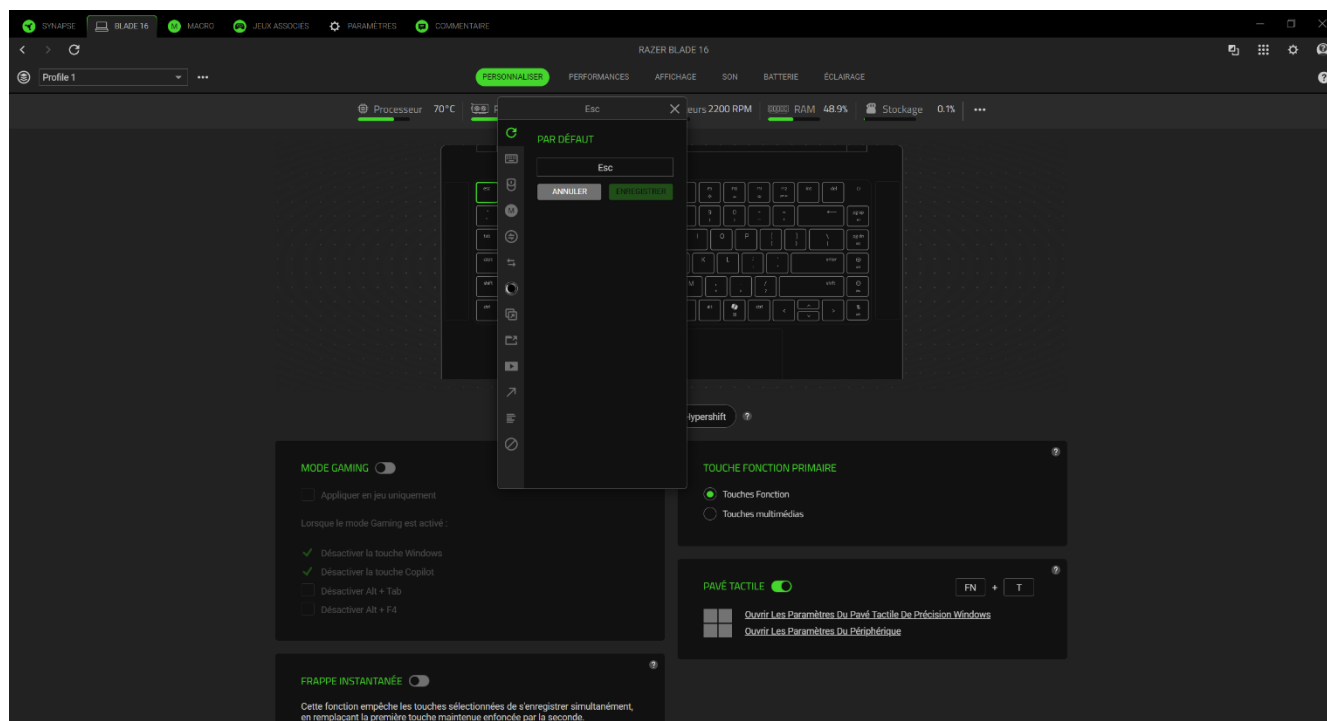 SYNAPSE BLADE 16 MACRO JEUX ASSOCIÉS PARAMÈTRES COMMENTAIRE
RAZER BLADE 16
Profile 1
PERSONNALISER PERFORMANCES AFFICHAGE SON BATTERIE ÉCLAIRAGE
Processeur 70°C eurs 2200 RPM RAM 48.9% Stockage 0.1%
Esc
PAR DÉFAUT
Esc
ANNULER ENREGISTRER
Hypershift
MODE GAMING
Appliquer en jeu uniquement
Lorsque le mode Gaming est activé :
Désactiver la touche Windows
Désactiver la touche Copilot
Désactiver Alt + Tab
Désactiver Alt + F4
TOUCHE FONCTION PRIMAIRE
Touches Fonction
Touches multimédias
PAVÉ TACTILE FN + T
Ouvrir Les Paramètres Du Pavé Tactile De Précision Windows
Ouvrir Les Paramètres Du Périphérique
FRAPPE INSTANTANÉE
Cette fonction empêche les touches sélectionnées de s'enregistrer simultanément,
en remplaçant la première touche maintenue enfoncée par la seconde.